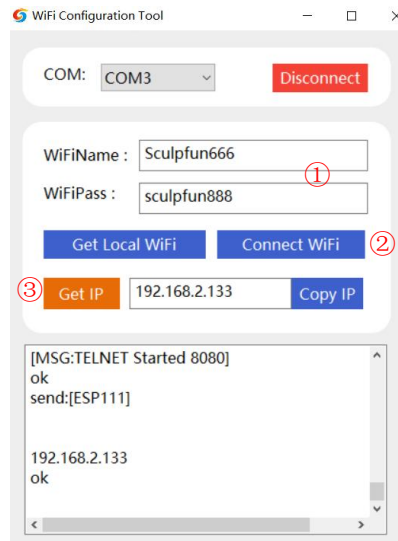 WiFi Configuration Tool
COM: COM3 Disconnect
WiFiName : Sculpfun666
①
WiFiPass : sculpfun888
Get Local WiFi Connect WiFi ②
③ Get IP 192.168.2.133 Copy IP
[MSG:TELNET Started 8080]
ok
send:[ESP111]
192.168.2.133
ok